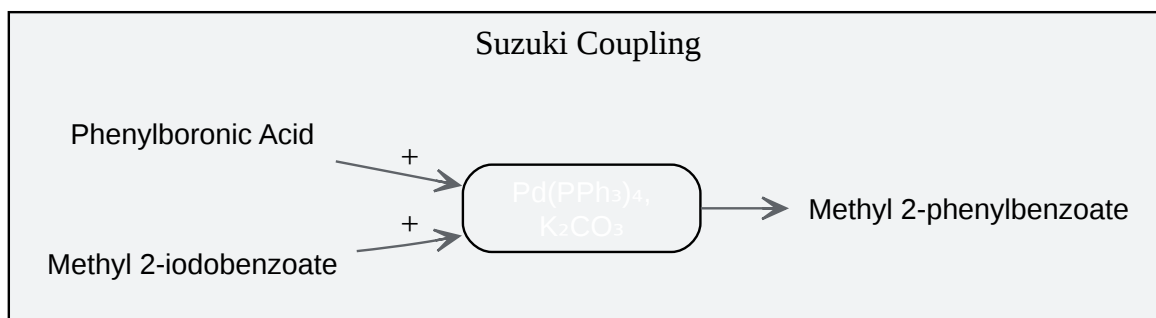 Suzuki Coupling
Phenylboronic Acid
+
Pd(PPh₃)₄,
K₂CO₃
Methyl 2-phenylbenzoate
+
Methyl 2-iodobenzoate